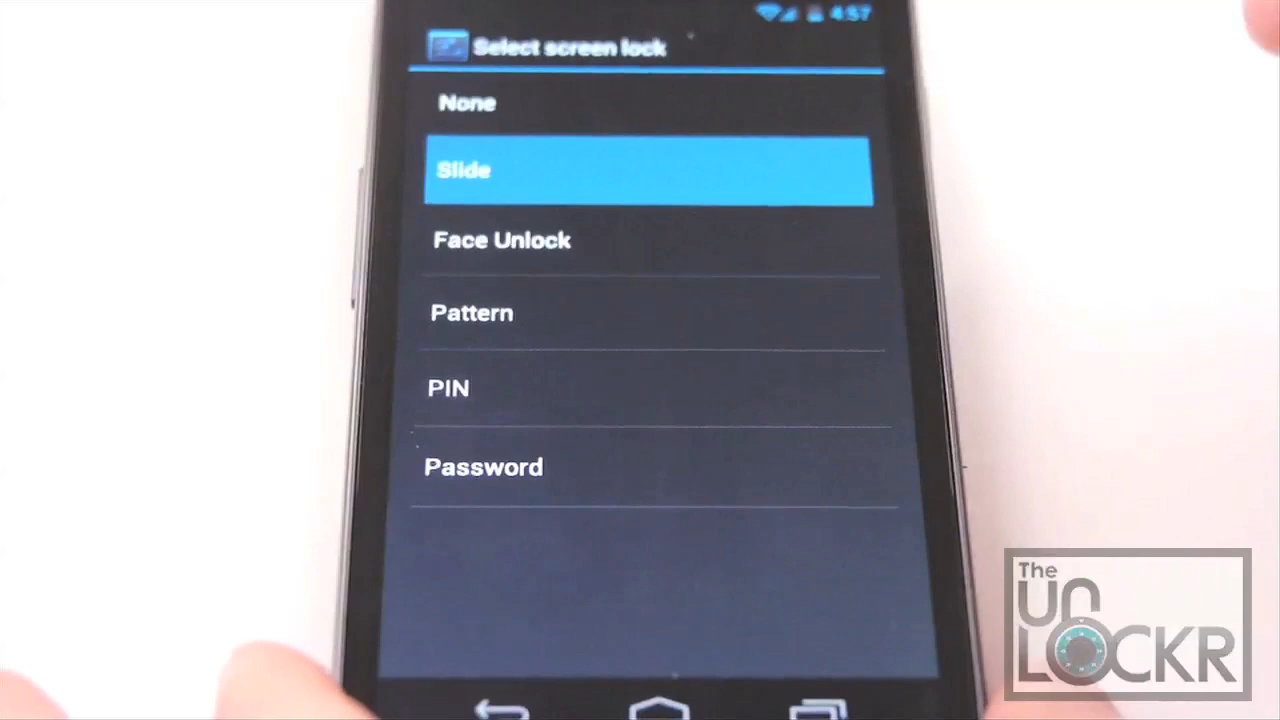 4:57
Select screen lock
None
Slide
Face Unlock
Pattern
PIN
Password
The
UN
LOCKR